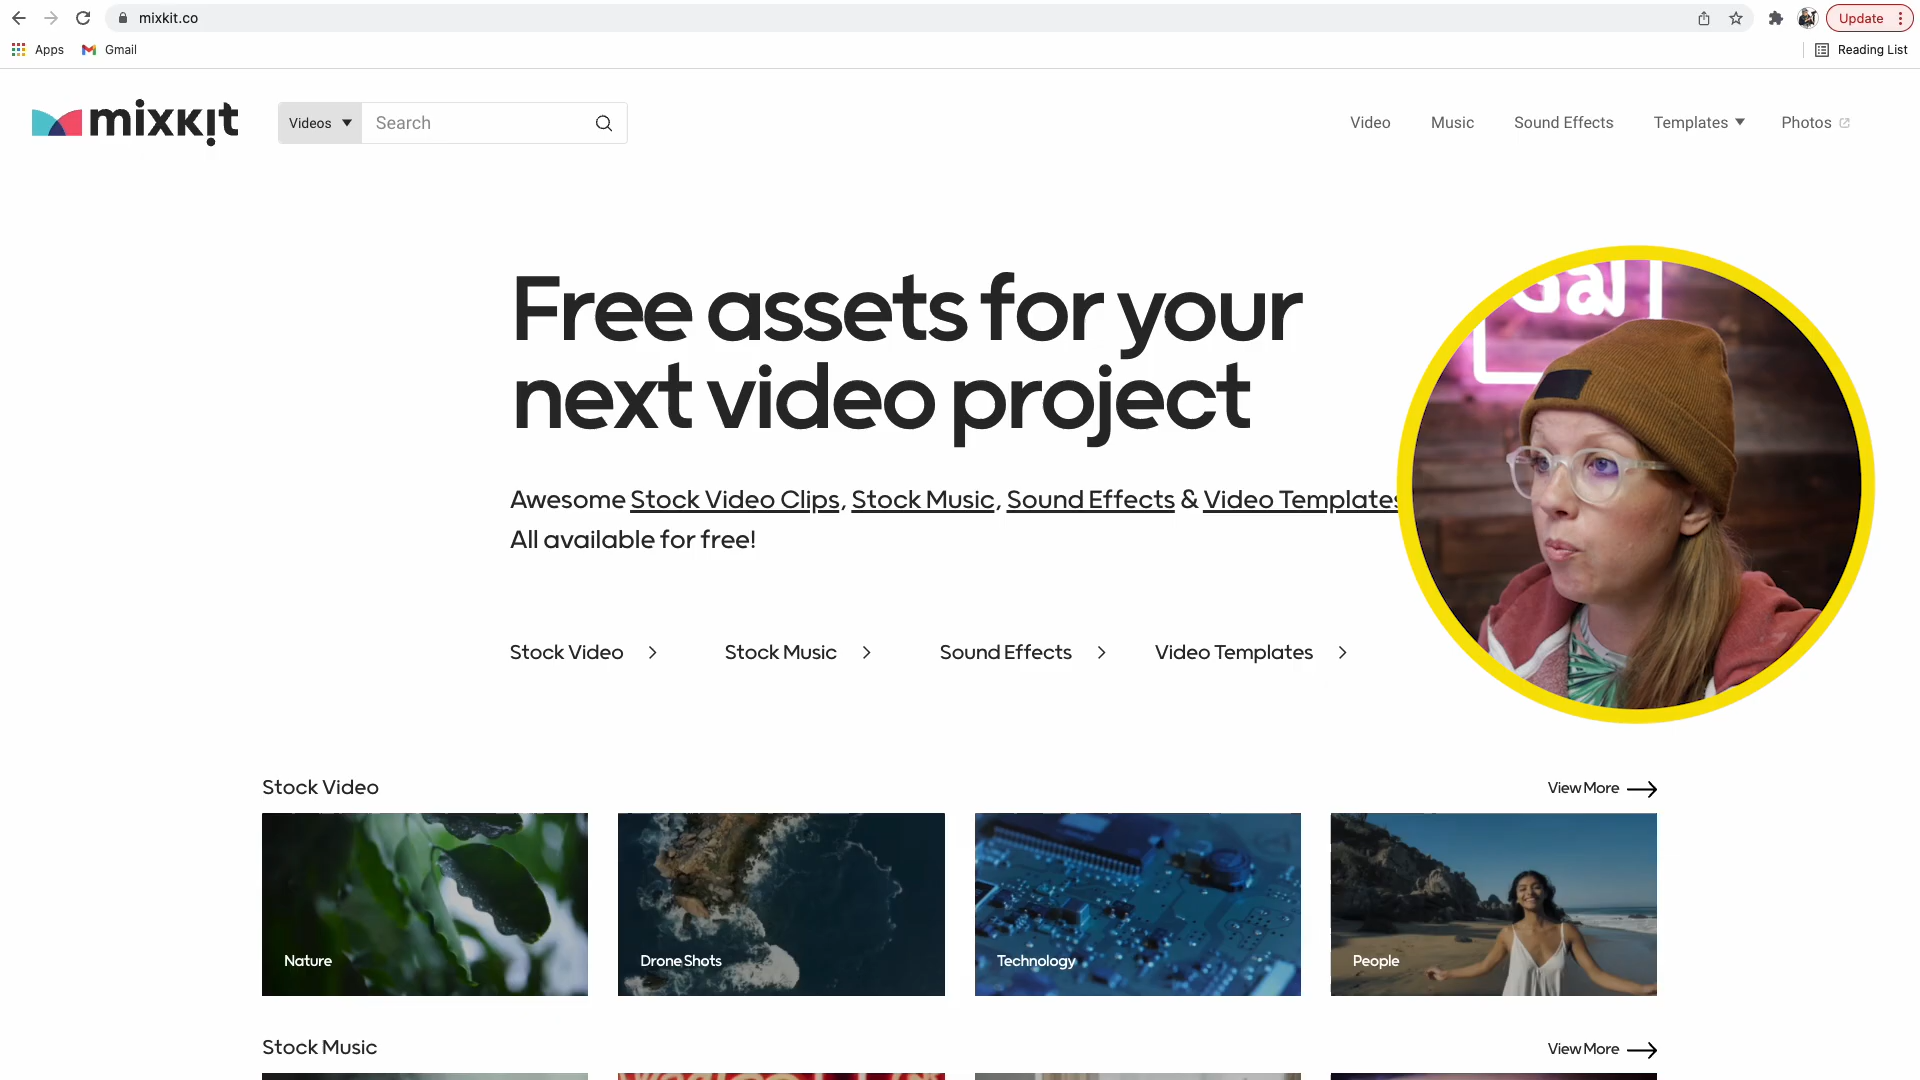 mixkit.co
Update
Apps
Gmail
Reading List
mixkit
Videos
Search
Video
Music
Sound Effects
Templates
Photos
Gal
Free assets for your
next video project
Awesome Stock Video Clips, Stock Music, Sound Effects & Video Templates
All available for free!
Stock Video
Stock Music
Sound Effects
Video Templates
Stock Video
View More
Nature
Drone Shots
Technology
People
Stock Music
View More